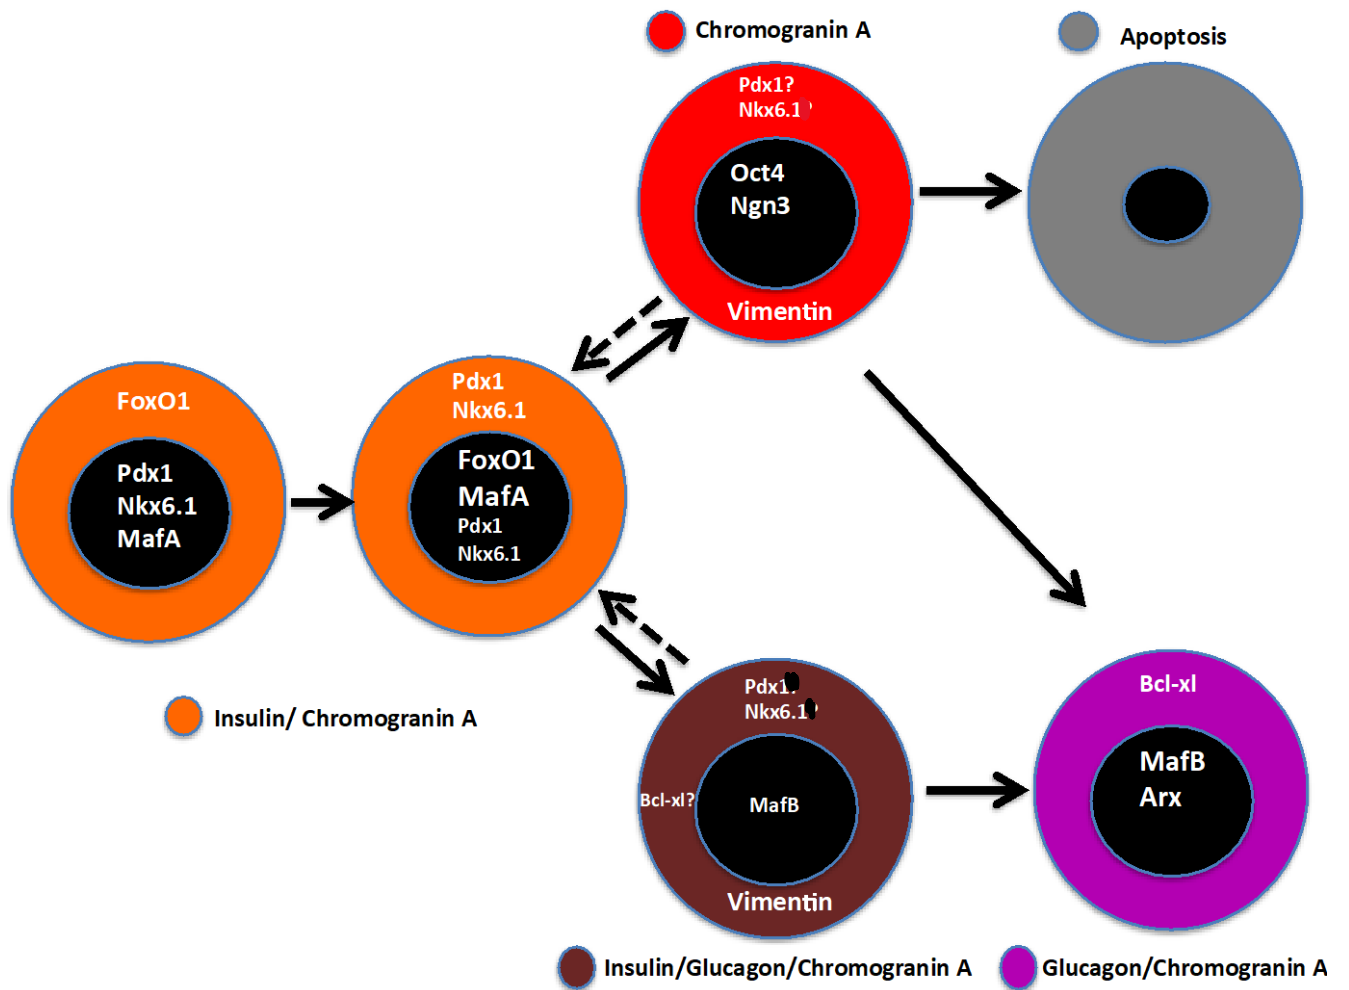 Chromogranin A
Apoptosis
Pdx1?
Nkx6.1
Oct4
Ngn3
Vimentin
FoxO1
Pdx1
Nkx6.1
MafA
Pdx1
Nkx6.1
FoxO1
MafA
Pdx1
Nkx6.1
Insulin/ Chromogranin A
Pdx1
Nkx6.1
Bcl-xl?
MafB
Vimentin
Bcl-xl
MafB
Arx
Insulin/Glucagon/Chromogranin A
Glucagon/Chromogranin A